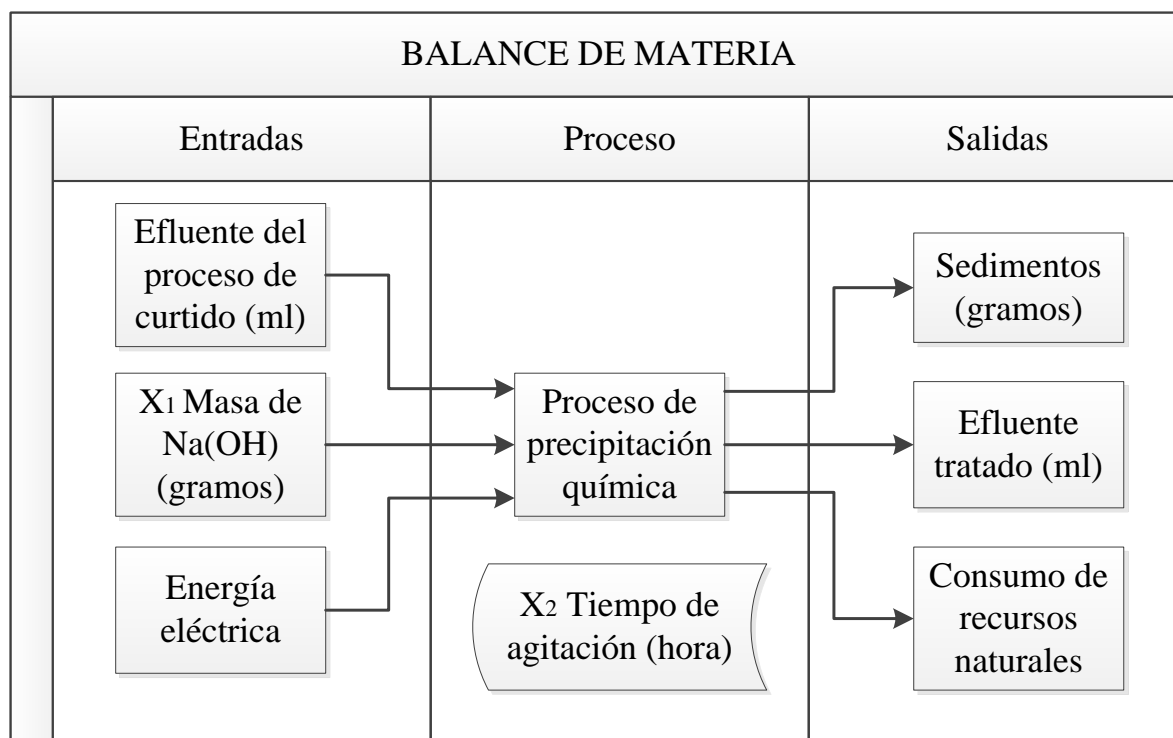 BALANCE DE MATERIA
Entradas
Proceso
Salidas
Efluente del
proceso de
curtido (ml)
X1 Masa de
Na(OH)
(gramos)
Energía
eléctrica
Proceso de
precipitación
química
X2 Tiempo de
agitación (hora)
Sedimentos
(gramos)
Efluente
tratado (ml)
Consumo de
recursos
naturales